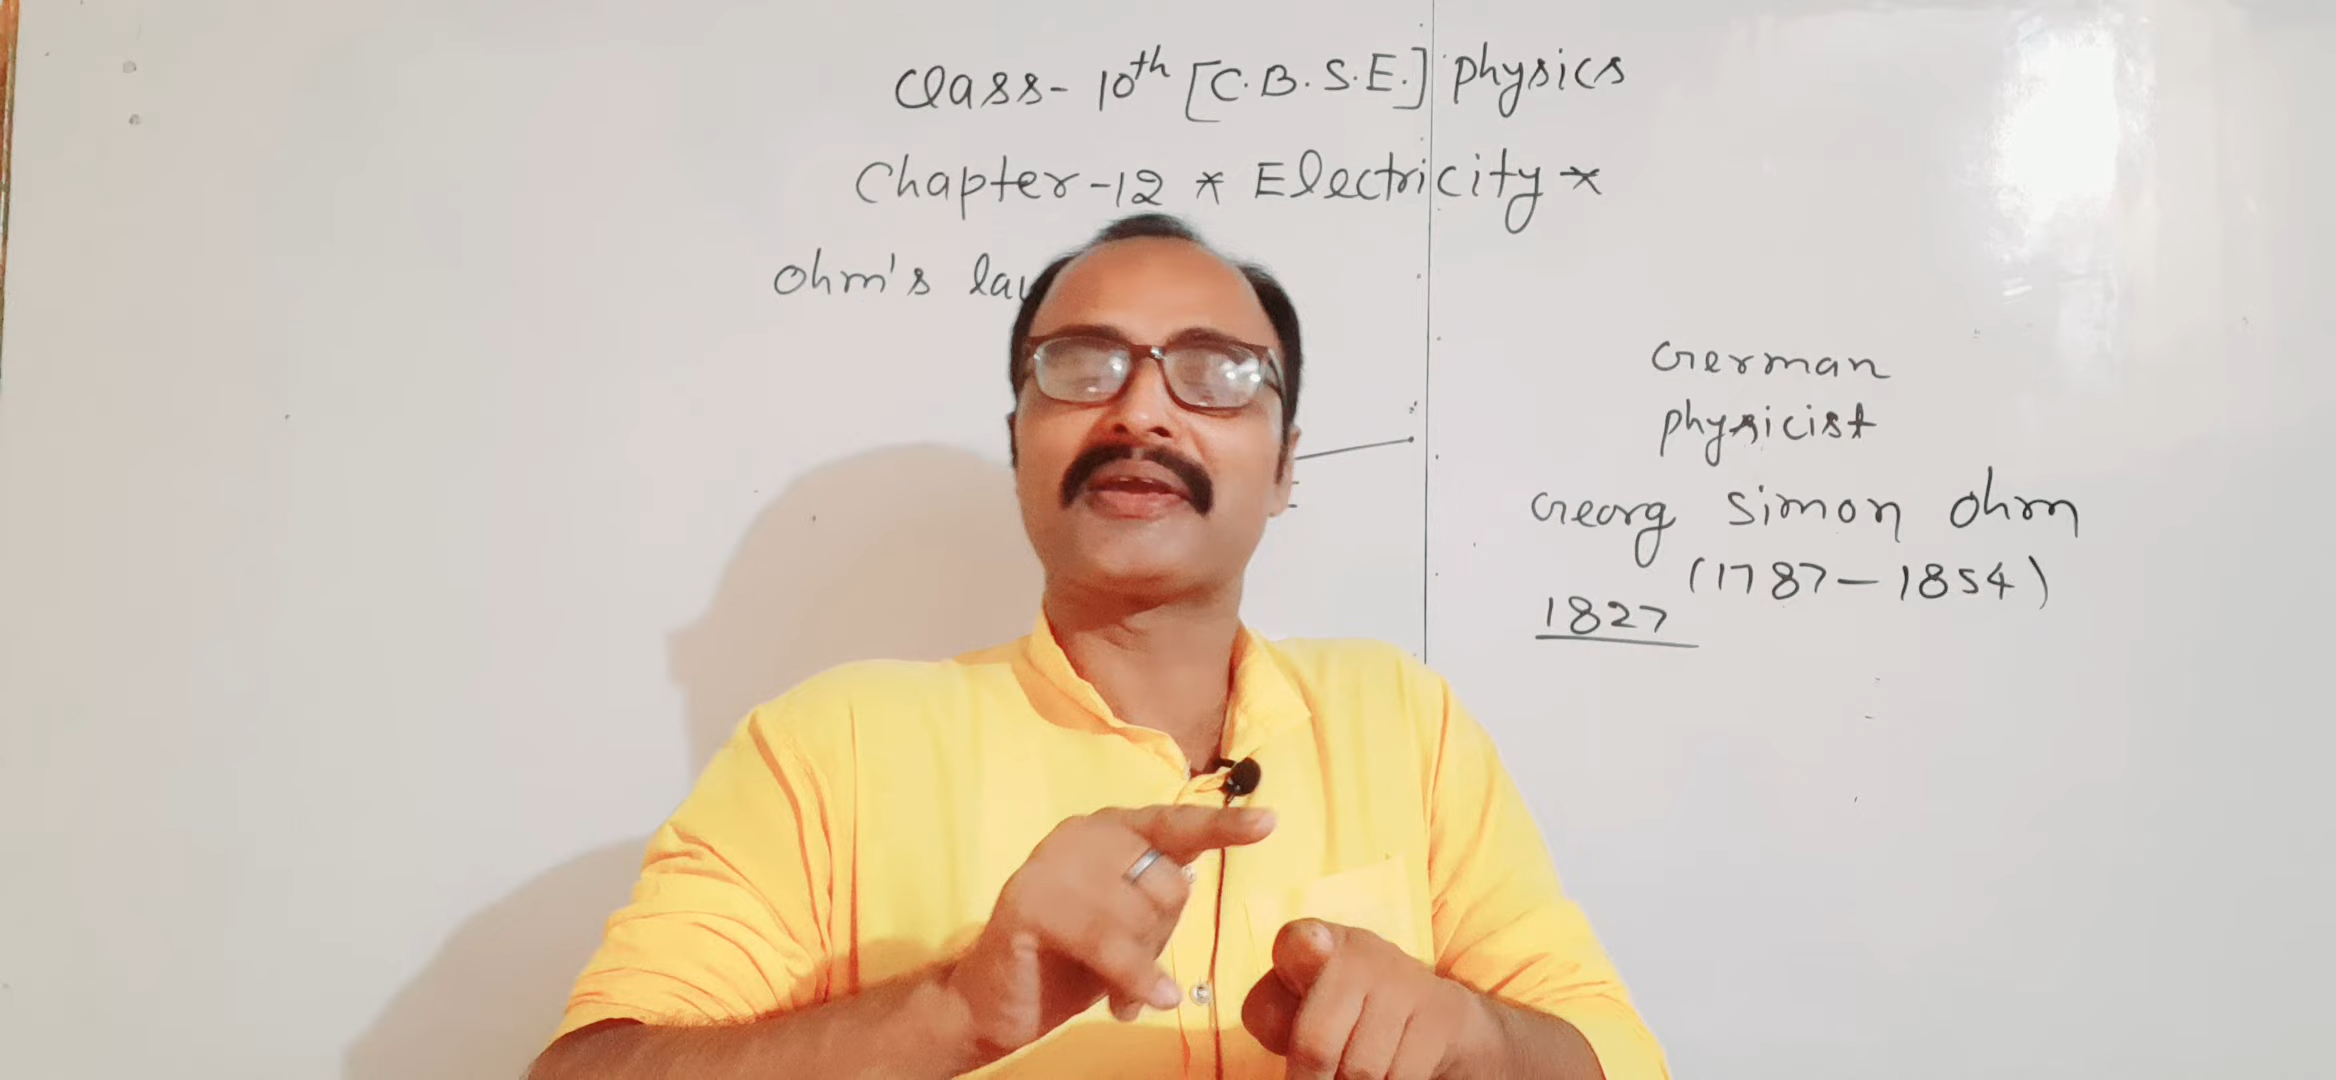 Class- 10th [C.B.S.E.] physics
Chapter-12 * Electricity *
ohm's
German
physicist
Georg simon ohm
(1787-1854)
1827